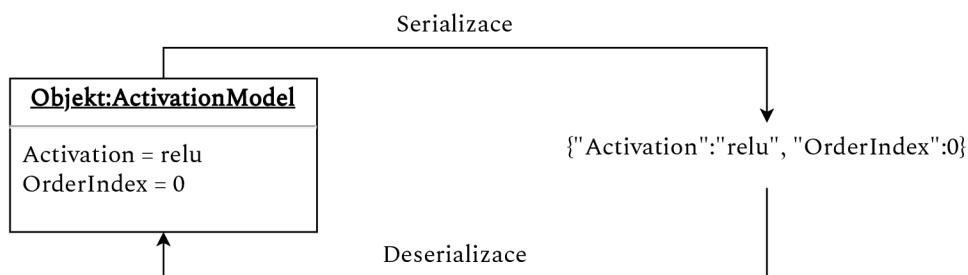 Serializace
Objekt:ActivationModel
Activation = relu
OrderIndex = 0
{"Activation":"relu", "OrderIndex":0}
Deserializace